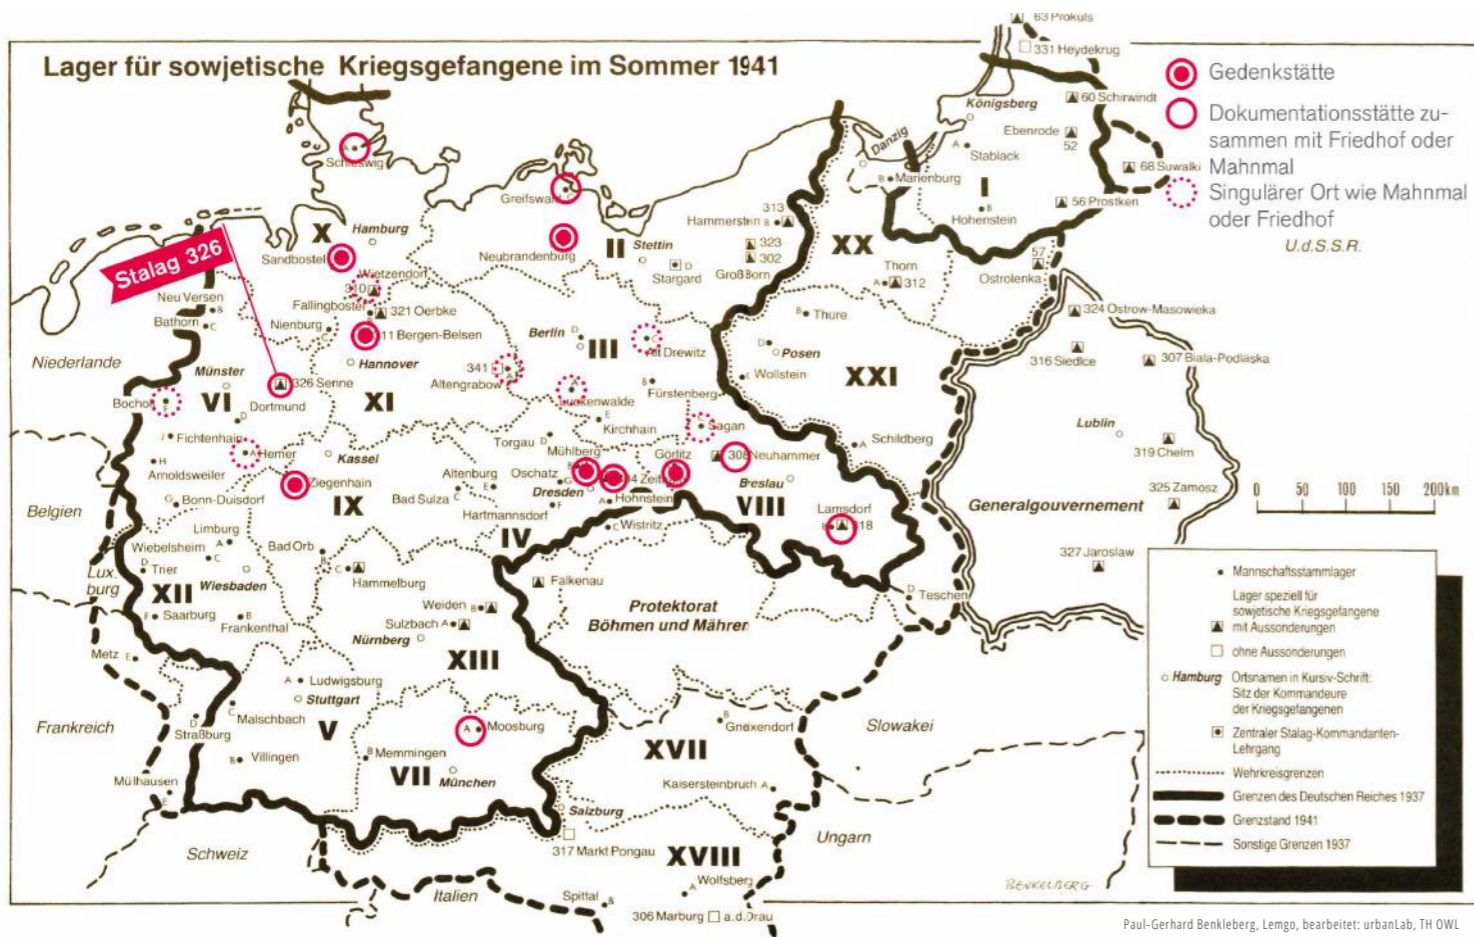 Lager für sowjetische Kriegsgefangene im Sommer 1941
Gedenkstätte
Dokumentationsstätte zu-
sammen mit Friedhof oder
Mahnmal
Singulärer Ort wie Mahnmal
oder Friedhof
U.d.S.S.R.
63 Prokuls
331 Heydekrug
60 Schirwindt
Königsberg
Ebenrode
52
Stablack
A
I
68 Suwalki
Danzig
B Marienburg
B
Hohenstein
56 Prostken
57
Ostrolenka
A
Schleswig
Greifswald
C
Hamburg
X
Sandbostel
Neubrandenburg
II
Stettin
D
Stargard
313
Hammerstein B
323
302
Groß Born
XX
Thorn
A 312
B
Thure
Stalag 326
Wietzendorf
310
Fallingbostel
B
321 Oerbke
Neu Versen
B
Bathorn
C
Nienburg
C
11 Bergen-Belsen
Hannover
Berlin
D
III
C
Alt Drewitz
D
Posen
Wollstein
XXI
324 Ostrow-Masowieka
316 Siedlce
307 Biala-Podlaska
Niederlande
Münster
326 Senne
VI
Dortmund
D
XI
341
A
Altengrabow
A
Luckenwalde
B
Fürstenberg
Bocholt
F
J Fichtenhain
A Hemer
H
Arnoldsweiler
Kassel
Torgau
D
E
Kirchhain
C
Sagan
A
Schildberg
Lublin
319 Chelm
325 Zamosz
Mühlberg
B
Oschatz
G
304 Zeithain
Görlitz
308 Neuhammer
Breslau
VIII
Ziegenhain
IX
Altenburg
E
Bad Sulza
C
Dresden
A
Hohnstein
F
Hartmannsdorf
IV
C
Wistritz
Lamsdorf
B
318
Belgien
G
Bonn-Duisdorf
Limburg
A
Wiebelsheim
C
Bad Orb
B
Generalgouvernement
327 Jaroslaw
0 50 100 150 200km
Lux.
burg
D
Trier
Wiesbaden
XII
C
Hammelburg
Falkenau
D
Teschen
F Saarburg
B
Frankenthal
Weiden B
Sulzbach A
Nürnberg
XIII
Protektorat
Böhmen und Mähren
Metz E
A
Ludwigsburg
Stuttgart
V
Frankreich
D
Straßburg
C
Malschbach
B Villingen
A Moosburg
B Memmingen
VII
München
B
Gneixendorf
XVII
Kaisersteinbruch A
Slowakei
Mülhausen
E
Salzburg
317 Markt Pongau
XVIII
Ungarn
Schweiz
Italien
A Wolfsberg
Spittal B
306 Marburg a.d.Drau
Mannschaftsstammlager
Lager speziell für
sowjetische Kriegsgefangene
mit Aussonderungen
ohne Aussonderungen
Hamburg Ortsnamen in Kursiv-Schrift:
Sitz der Kommandeure
der Kriegsgefangenen
Zentraler Stalag-Kommandanten-
Lehrgang
Wehrkreisgrenzen
Grenzen des Deutschen Reiches 1937
Grenzstand 1941
Sonstige Grenzen 1937
BENKELBERG
Paul-Gerhard Benkleberg, Lemgo, bearbeitet: urbanLab, TH OWL